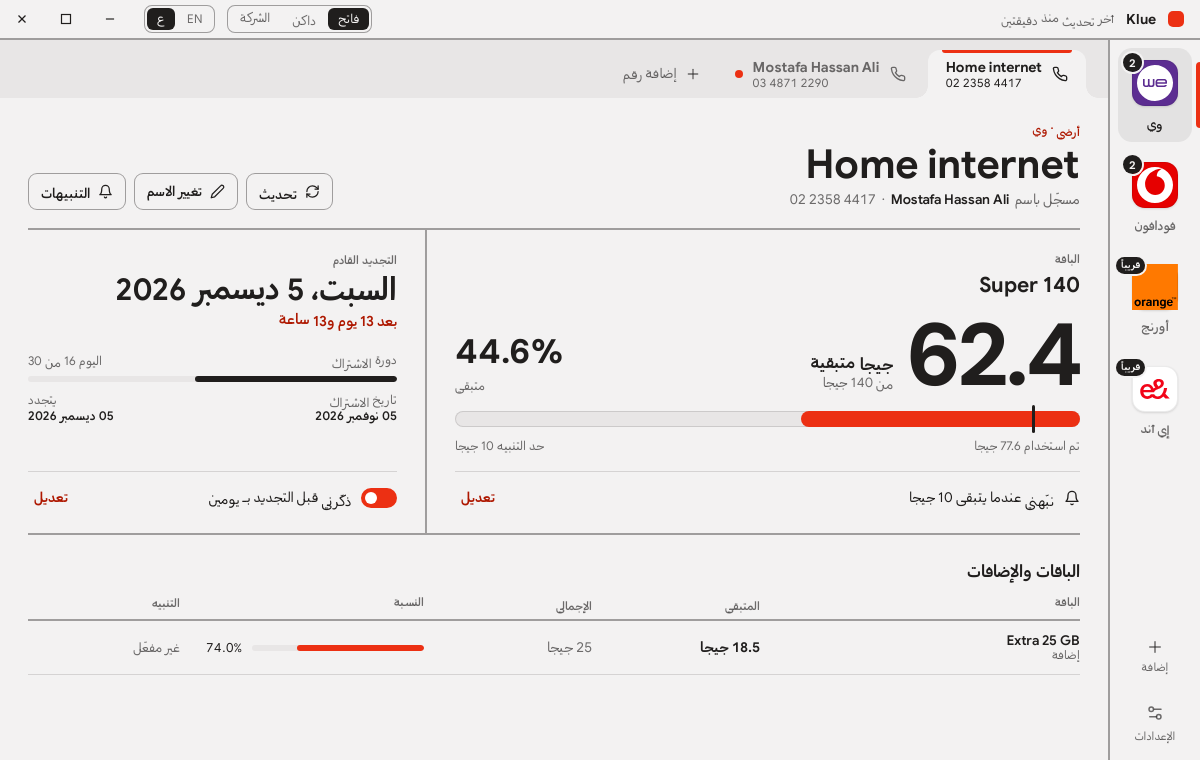 Klue
آخر تحديث منذ دقيقتين
فاتح داكن الشركة
EN ع
2
we
وي
2
فودافون
قريباً
orange™
أورنج
قريباً
e&
إي آند
إضافة
الإعدادات
Home internet
02 2358 4417
Mostafa Hassan Ali
03 4871 2290
إضافة رقم
أرضي · وي
Home internet
مسجّل باسم Mostafa Hassan Ali · 02 2358 4417
تحديث
تغيير الاسم
التنبيهات
الباقة
Super 140
62.4
جيجا متبقية
من 140 جيجا
44.6%
متبقي
تم استخدام 77.6 جيجا
حد التنبيه 10 جيجا
نبّهني عندما يتبقى 10 جيجا
تعديل
التجديد القادم
السبت، 5 ديسمبر 2026
بعد 13 يوم و13 ساعة
دورة الاشتراك
اليوم 16 من 30
تاريخ الاشتراك
05 نوفمبر 2026
يتجدد
05 ديسمبر 2026
ذكّرني قبل التجديد بـ يومين
تعديل
الباقات والإضافات
الباقة المتبقي الإجمالي النسبة التنبيه
Extra 25 GB
إضافة
18.5 جيجا
25 جيجا
74.0%
غير مفعّل